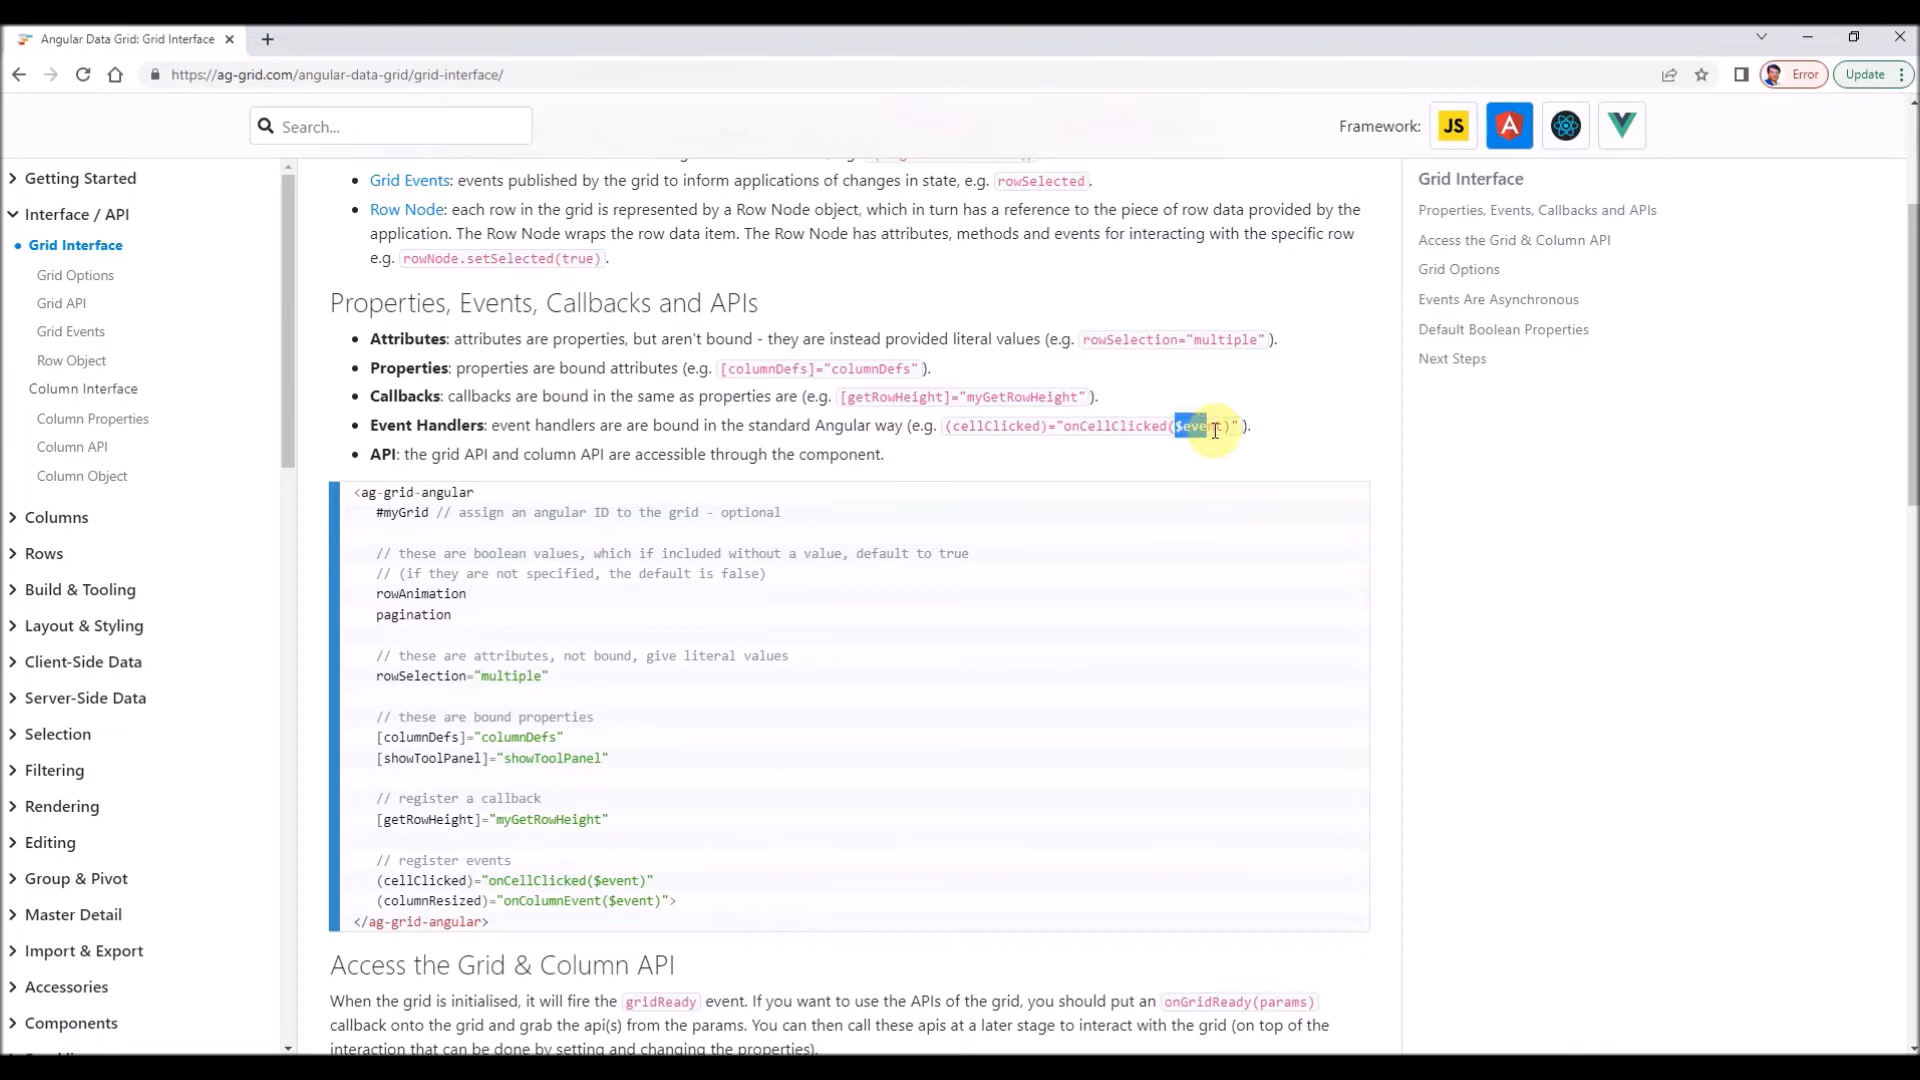 Angular Data Grid: Grid Interface
https://ag-grid.com/angular-data-grid/grid-interface/
Error
Update
Search...
Framework:
JS
Getting Started
Interface / API
Grid Interface
Grid Options
Grid API
Grid Events
Row Object
Column Interface
Column Properties
Column API
Column Object
Columns
Rows
Build & Tooling
Layout & Styling
Client-Side Data
Server-Side Data
Selection
Filtering
Rendering
Editing
Group & Pivot
Master Detail
Import & Export
Accessories
Components
Grid Events: events published by the grid to inform applications of changes in state, e.g. rowSelected.
Row Node: each row in the grid is represented by a Row Node object, which in turn has a reference to the piece of row data provided by the
application. The Row Node wraps the row data item. The Row Node has attributes, methods and events for interacting with the specific row
e.g. rowNode.setSelected(true).
Properties, Events, Callbacks and APIs
Attributes: attributes are properties, but aren't bound - they are instead provided literal values (e.g. rowSelection="multiple").
Properties: properties are bound attributes (e.g. [columnDefs]="columnDefs").
Callbacks: callbacks are bound in the same as properties are (e.g. [getRowHeight]="myGetRowHeight").
Event Handlers: event handlers are are bound in the standard Angular way (e.g. (cellClicked)="onCellClicked($event)").
API: the grid API and column API are accessible through the component.
<ag-grid-angular
#myGrid // assign an angular ID to the grid - optional
// these are boolean values, which if included without a value, default to true
// (if they are not specified, the default is false)
rowAnimation
pagination
// these are attributes, not bound, give literal values
rowSelection="multiple"
// these are bound properties
[columnDefs]="columnDefs"
[showToolPanel]="showToolPanel"
// register a callback
[getRowHeight]="myGetRowHeight"
// register events
(cellClicked)="onCellClicked($event)"
(columnResized)="onColumnEvent($event)">
</ag-grid-angular>
Access the Grid & Column API
When the grid is initialised, it will fire the gridReady event. If you want to use the APIs of the grid, you should put an onGridReady(params)
callback onto the grid and grab the api(s) from the params. You can then call these apis at a later stage to interact with the grid (on top of the
interaction that can be done by setting and changing the properties).
Grid Interface
Properties, Events, Callbacks and APIs
Access the Grid & Column API
Grid Options
Events Are Asynchronous
Default Boolean Properties
Next Steps